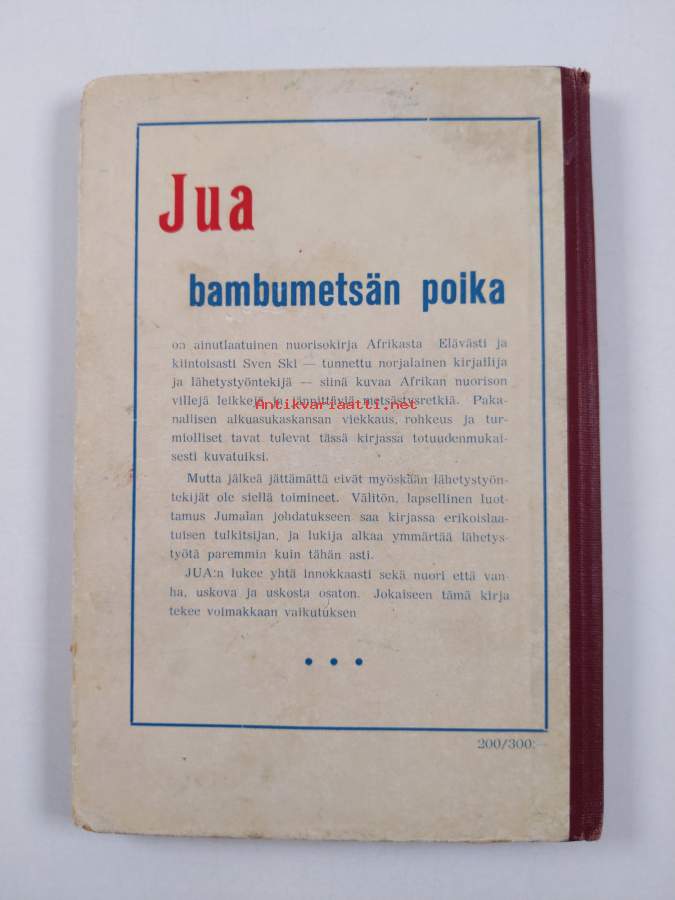 Jua
bambumetsän poika
on ainutlaatuinen nuorisokirja Afrikasta Elävästi ja
kiintoisasti Sven Ski — tunnettu norjalainen kirjailija
ja lähetystyöntekijä — siinä kuvaa Afrikan nuorison
villejä leikkejä ja jännittäviä metsästysretkiä. Paka-
Antikvariaatti.net
nallisen alkuasukaskansan viekkaus, rohkeus ja tur-
miolliset tavat tulevat tässä kirjassa totuudenmukai-
sesti kuvatuiksi.
Mutta jälkeä jättämättä eivät myöskään lähetystyön-
tekijät ole siellä toimineet. Välitön, lapsellinen luot-
tamus Jumalan johdatukseen saa kirjassa erikoislaa-
tuisen tulkitsijan, ja lukija alkaa ymmärtää lähetys-
työtä paremmin kuin tähän asti.
JUA:n lukee yhtä innokkaasti sekä nuori että van-
ha, uskova ja uskosta osaton. Jokaiseen tämä kirja
tekee voimakkaan vaikutuksen
200/300:—